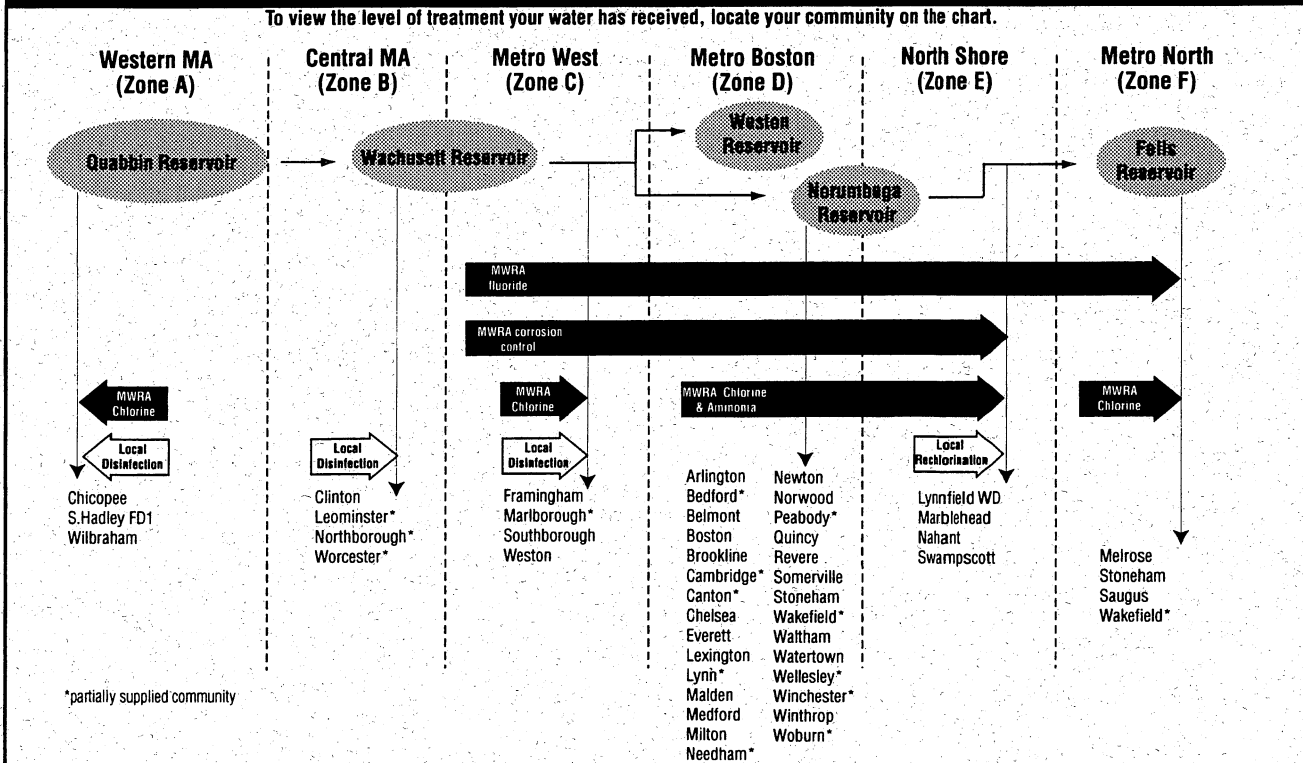 To view the level of treatment your water has received, locate your community on the chart.
Western MA
(Zone A)
Central MA
(Zone B)
Metro West
(Zone C)
Metro Boston
(Zone D)
North Shore
(Zone E)
Metro North
(Zone F)
Quabbin Reservoir
Wachusett Reservoir
Weston
Reservoir
Norumbega
Reservoir
Fells
Reservoir
MWRA
fluoride
MWRA corrosion
control
MWRA
Chlorine
MWRA
Chlorine
MWRA Chlorine
& Ammonia
MWRA
Chlorine
Local
Disinfection
Local
Disinfection
Local
Disinfection
Local
Rechlorination
Chicopee
S.Hadley FD1
Wilbraham
Clinton
Leominster*
Northborough*
Worcester*
Framingham
Marlborough*
Southborough
Weston
Arlington
Bedford*
Belmont
Boston
Brookline
Cambridge*
Canton*
Chelsea
Everett
Lexington
Lynn*
Malden
Medford
Milton
Needham*
Newton
Norwood
Peabody*
Quincy
Revere
Somerville
Stoneham
Wakefield*
Waltham
Watertown
Wellesley*
Winchester*
Winthrop
Woburn*
Lynnfield WD
Marblehead
Nahant
Swampscott
Melrose
Stoneham
Saugus
Wakefield*
*partially supplied community